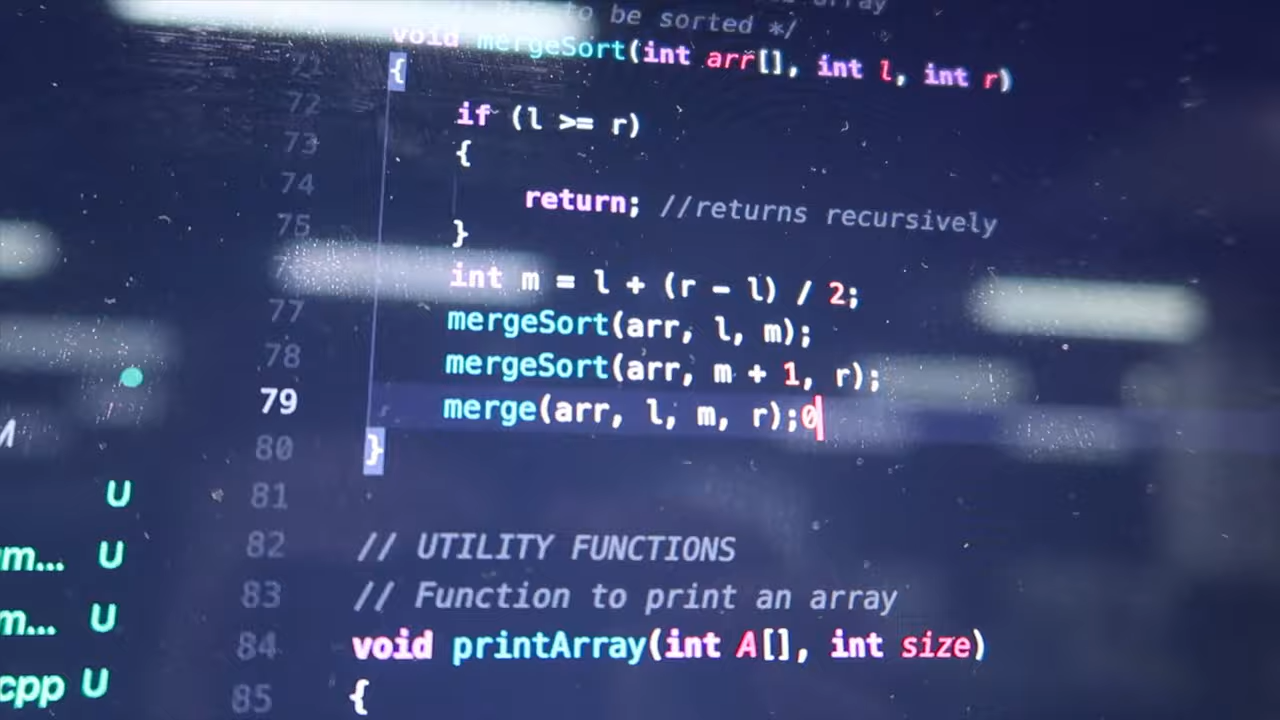 to be sorted */
void mergeSort(int arr[], int l, int r)
{
72 if (l >= r)
73 {
74 return; //returns recursively
75 }
int m = l + (r - l) / 2;
77 mergeSort(arr, l, m);
78 mergeSort(arr, m + 1, r);
79 merge(arr, l, m, r);0
80 }
81
82 // UTILITY FUNCTIONS
83 // Function to print an array
84 void printArray(int A[], int size)
85 {
M
U
m... U
m... U
cpp U